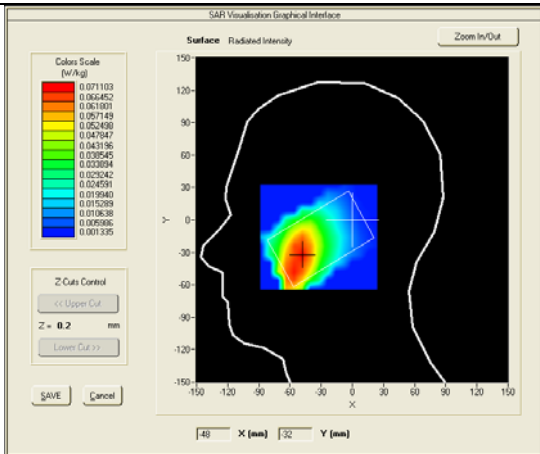 SAR Visualisation Graphical Interface
Surface Radiated Intensity
Zoom In/Out
Colors Scale
(W/kg)
0.071103
0.066452
0.061801
0.057149
0.052498
0.047847
0.043196
0.038545
0.033894
0.029242
0.024591
0.019940
0.015289
0.010638
0.005986
0.001335
Z-Cuts Control
<< Upper Cut
Z = 0.2 mm
Lower Cut >>
SAVE Cancel
150
120
90
60
30
0
-30
-60
-90
-120
-150
Y
-150 -120 -90 -60 -30 0 30 60 90 120 150
X
-48 X (mm) -32 Y (mm)